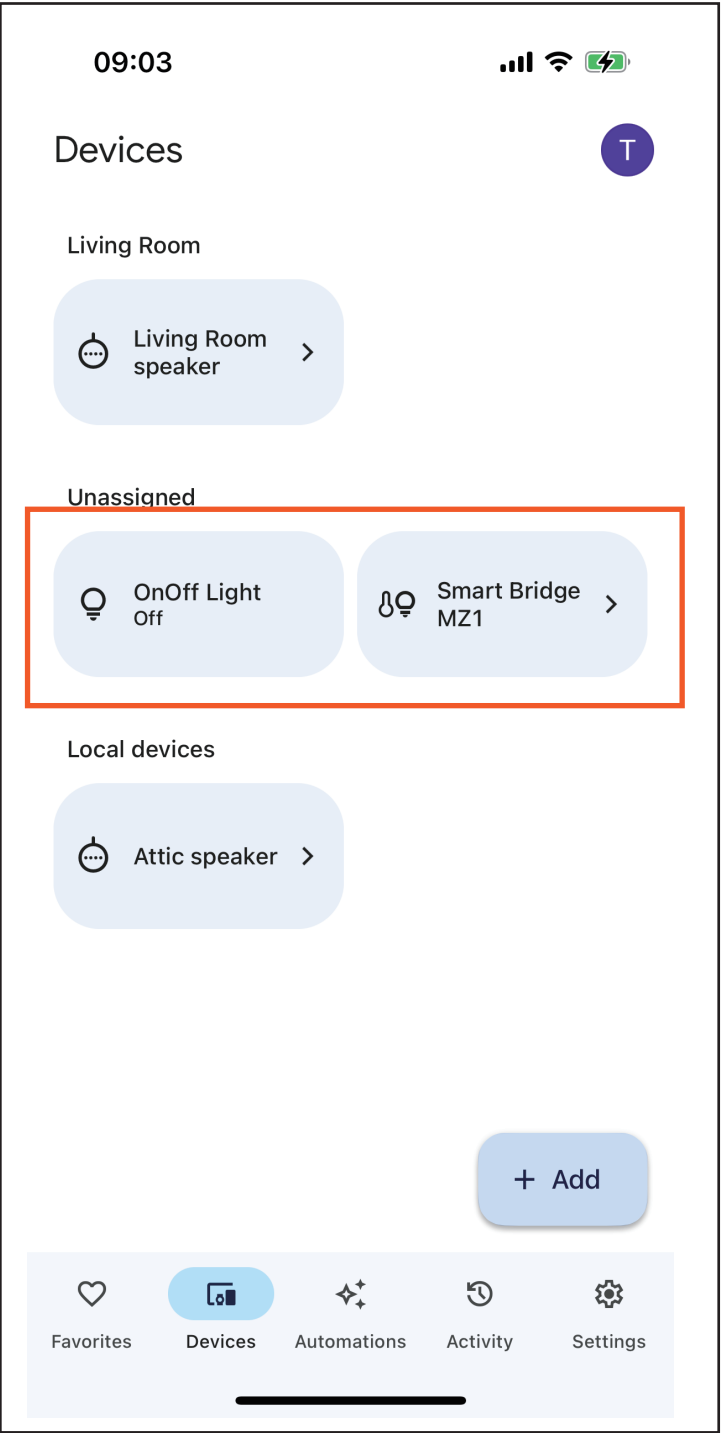 09:03
Devices
T
Living Room
Living Room
speaker
Unassigned
OnOff Light
Off
Smart Bridge
MZ1
Local devices
Attic speaker
+ Add
Favorites
Devices
Automations
Activity
Settings